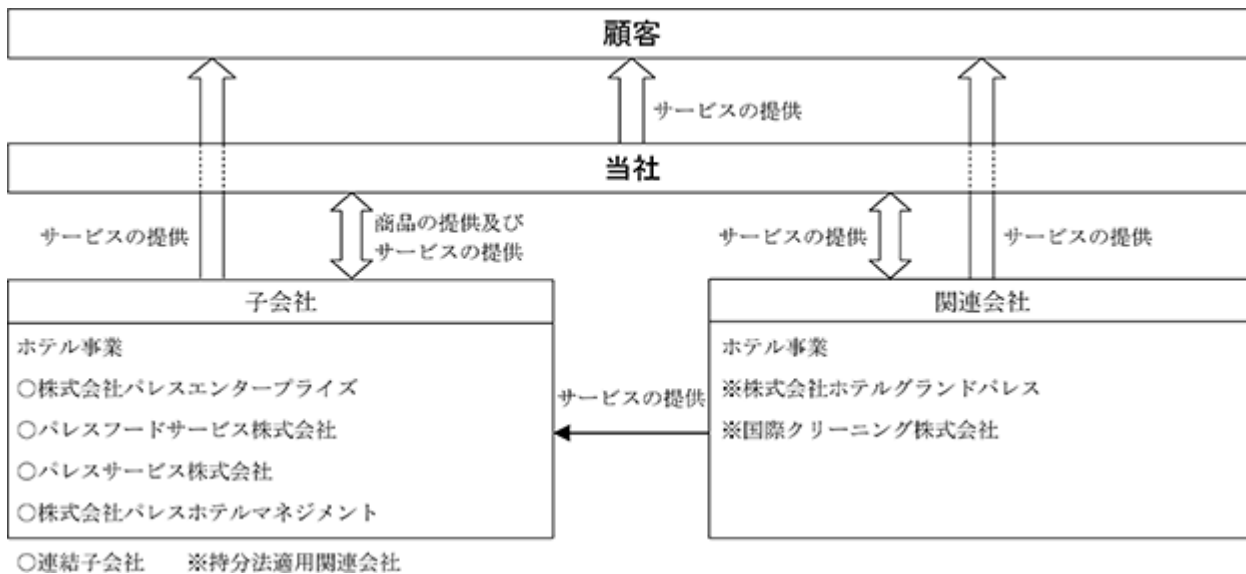 顧客
サービスの提供
当社
サービスの提供
商品の提供及び
サービスの提供
サービスの提供
サービスの提供
子会社
ホテル事業
○株式会社パレスエンタープライズ
○パレスフードサービス株式会社
○パレスサービス株式会社
○株式会社パレスホテルマネジメント
サービスの提供
関連会社
ホテル事業
※株式会社ホテルグランドパレス
※国際クリーニング株式会社
○連結子会社　※持分法適用関連会社